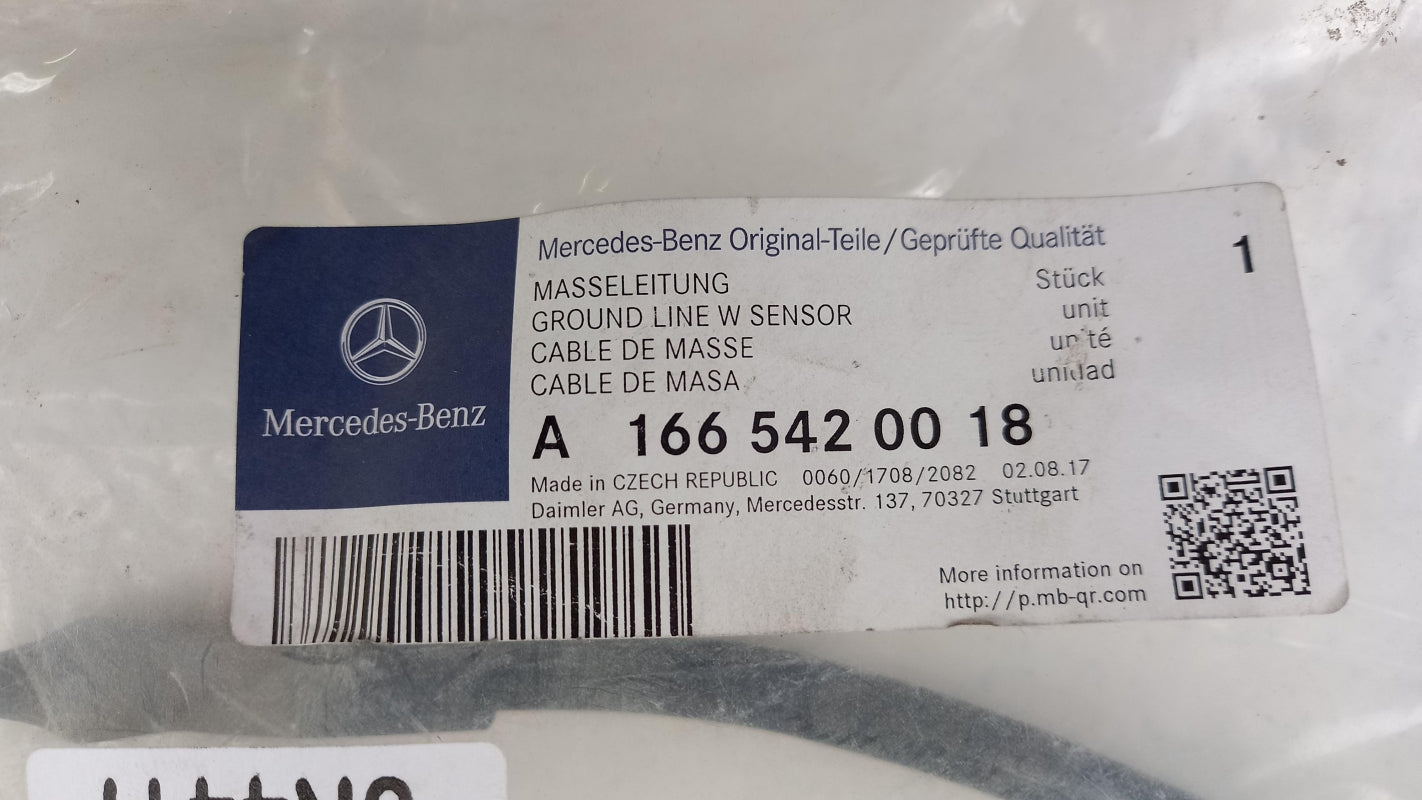 Mercedes-Benz
Mercedes-Benz Original-Teile/Geprüfte Qualität
1
MASSELEITUNG Stück
GROUND LINE W SENSOR unit
CABLE DE MASSE unité
CABLE DE MASA unidad
A 166 542 00 18
Made in CZECH REPUBLIC 0060/1708/2082 02.08.17
Daimler AG, Germany, Mercedesstr. 137, 70327 Stuttgart
More information on
http://p.mb-qr.com